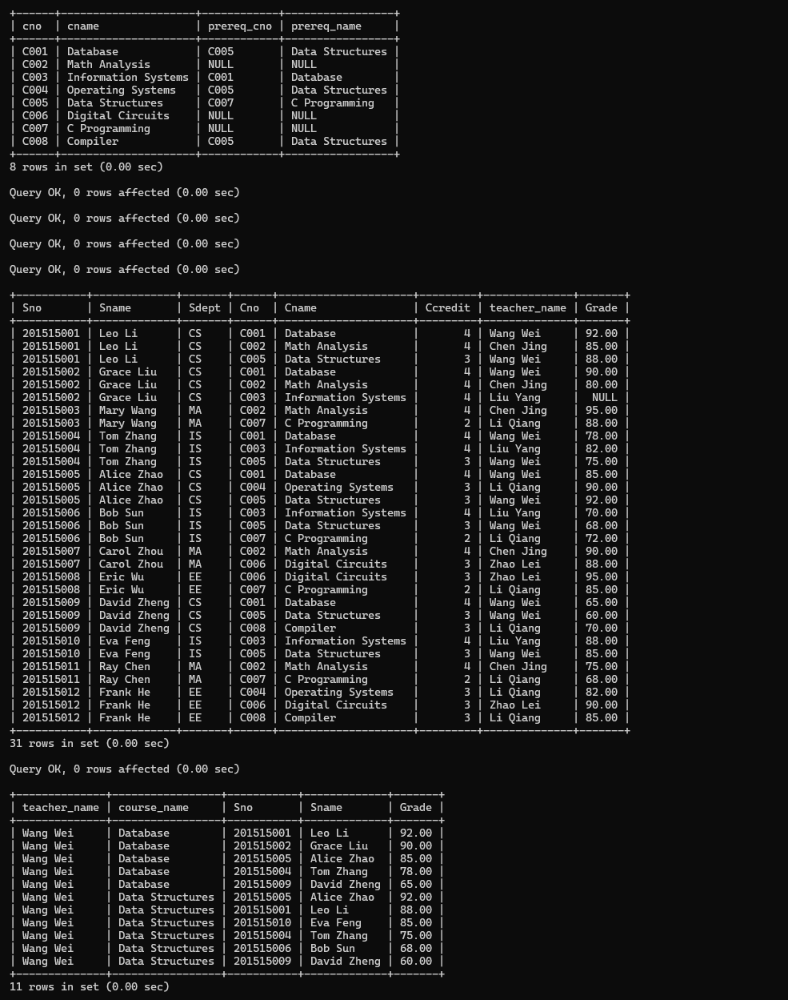 +------+---------------------+------------+-----------------+
| cno  | cname               | prereq_cno | prereq_name     |
+------+---------------------+------------+-----------------+
| C001 | Database            | C005       | Data Structures |
| C002 | Math Analysis       | NULL       | NULL            |
| C003 | Information Systems | C001       | Database        |
| C004 | Operating Systems   | C005       | Data Structures |
| C005 | Data Structures     | C007       | C Programming   |
| C006 | Digital Circuits    | NULL       | NULL            |
| C007 | C Programming       | NULL       | NULL            |
| C008 | Compiler            | C005       | Data Structures |
+------+---------------------+------------+-----------------+
8 rows in set (0.00 sec)

Query OK, 0 rows affected (0.00 sec)

Query OK, 0 rows affected (0.00 sec)

Query OK, 0 rows affected (0.00 sec)

Query OK, 0 rows affected (0.00 sec)

+-----------+-------------+-------+------+---------------------+---------+--------------+-------+
| Sno       | Sname       | Sdept | Cno  | Cname               | Ccredit | teacher_name | Grade |
+-----------+-------------+-------+------+---------------------+---------+--------------+-------+
| 201515001 | Leo Li      | CS    | C001 | Database            |       4 | Wang Wei     | 92.00 |
| 201515001 | Leo Li      | CS    | C002 | Math Analysis       |       4 | Chen Jing    | 85.00 |
| 201515001 | Leo Li      | CS    | C005 | Data Structures     |       3 | Wang Wei     | 88.00 |
| 201515002 | Grace Liu   | CS    | C001 | Database            |       4 | Wang Wei     | 90.00 |
| 201515002 | Grace Liu   | CS    | C002 | Math Analysis       |       4 | Chen Jing    | 80.00 |
| 201515002 | Grace Liu   | CS    | C003 | Information Systems |       4 | Liu Yang     |  NULL |
| 201515003 | Mary Wang   | MA    | C002 | Math Analysis       |       4 | Chen Jing    | 95.00 |
| 201515003 | Mary Wang   | MA    | C007 | C Programming       |       2 | Li Qiang     | 88.00 |
| 201515004 | Tom Zhang   | IS    | C001 | Database            |       4 | Wang Wei     | 78.00 |
| 201515004 | Tom Zhang   | IS    | C003 | Information Systems |       4 | Liu Yang     | 82.00 |
| 201515004 | Tom Zhang   | IS    | C005 | Data Structures     |       3 | Wang Wei     | 75.00 |
| 201515005 | Alice Zhao  | CS    | C001 | Database            |       4 | Wang Wei     | 85.00 |
| 201515005 | Alice Zhao  | CS    | C004 | Operating Systems   |       3 | Li Qiang     | 90.00 |
| 201515005 | Alice Zhao  | CS    | C005 | Data Structures     |       3 | Wang Wei     | 92.00 |
| 201515006 | Bob Sun     | IS    | C003 | Information Systems |       4 | Liu Yang     | 70.00 |
| 201515006 | Bob Sun     | IS    | C005 | Data Structures     |       3 | Wang Wei     | 68.00 |
| 201515006 | Bob Sun     | IS    | C007 | C Programming       |       2 | Li Qiang     | 72.00 |
| 201515007 | Carol Zhou  | MA    | C002 | Math Analysis       |       4 | Chen Jing    | 90.00 |
| 201515007 | Carol Zhou  | MA    | C006 | Digital Circuits    |       3 | Zhao Lei     | 88.00 |
| 201515008 | Eric Wu     | EE    | C006 | Digital Circuits    |       3 | Zhao Lei     | 95.00 |
| 201515008 | Eric Wu     | EE    | C007 | C Programming       |       2 | Li Qiang     | 85.00 |
| 201515009 | David Zheng | CS    | C001 | Database            |       4 | Wang Wei     | 65.00 |
| 201515009 | David Zheng | CS    | C005 | Data Structures     |       3 | Wang Wei     | 60.00 |
| 201515009 | David Zheng | CS    | C008 | Compiler            |       3 | Li Qiang     | 70.00 |
| 201515010 | Eva Feng    | IS    | C003 | Information Systems |       4 | Liu Yang     | 88.00 |
| 201515010 | Eva Feng    | IS    | C005 | Data Structures     |       3 | Wang Wei     | 85.00 |
| 201515011 | Ray Chen    | MA    | C002 | Math Analysis       |       4 | Chen Jing    | 75.00 |
| 201515011 | Ray Chen    | MA    | C007 | C Programming       |       2 | Li Qiang     | 68.00 |
| 201515012 | Frank He    | EE    | C004 | Operating Systems   |       3 | Li Qiang     | 82.00 |
| 201515012 | Frank He    | EE    | C006 | Digital Circuits    |       3 | Zhao Lei     | 90.00 |
| 201515012 | Frank He    | EE    | C008 | Compiler            |       3 | Li Qiang     | 85.00 |
+-----------+-------------+-------+------+---------------------+---------+--------------+-------+
31 rows in set (0.00 sec)

Query OK, 0 rows affected (0.00 sec)

+--------------+-----------------+-----------+-------------+-------+
| teacher_name | course_name     | Sno       | Sname       | Grade |
+--------------+-----------------+-----------+-------------+-------+
| Wang Wei     | Database        | 201515001 | Leo Li      | 92.00 |
| Wang Wei     | Database        | 201515002 | Grace Liu   | 90.00 |
| Wang Wei     | Database        | 201515005 | Alice Zhao  | 85.00 |
| Wang Wei     | Database        | 201515004 | Tom Zhang   | 78.00 |
| Wang Wei     | Database        | 201515009 | David Zheng | 65.00 |
| Wang Wei     | Data Structures | 201515005 | Alice Zhao  | 92.00 |
| Wang Wei     | Data Structures | 201515001 | Leo Li      | 88.00 |
| Wang Wei     | Data Structures | 201515010 | Eva Feng    | 85.00 |
| Wang Wei     | Data Structures | 201515004 | Tom Zhang   | 75.00 |
| Wang Wei     | Data Structures | 201515006 | Bob Sun     | 68.00 |
| Wang Wei     | Data Structures | 201515009 | David Zheng | 60.00 |
+--------------+-----------------+-----------+-------------+-------+
11 rows in set (0.00 sec)